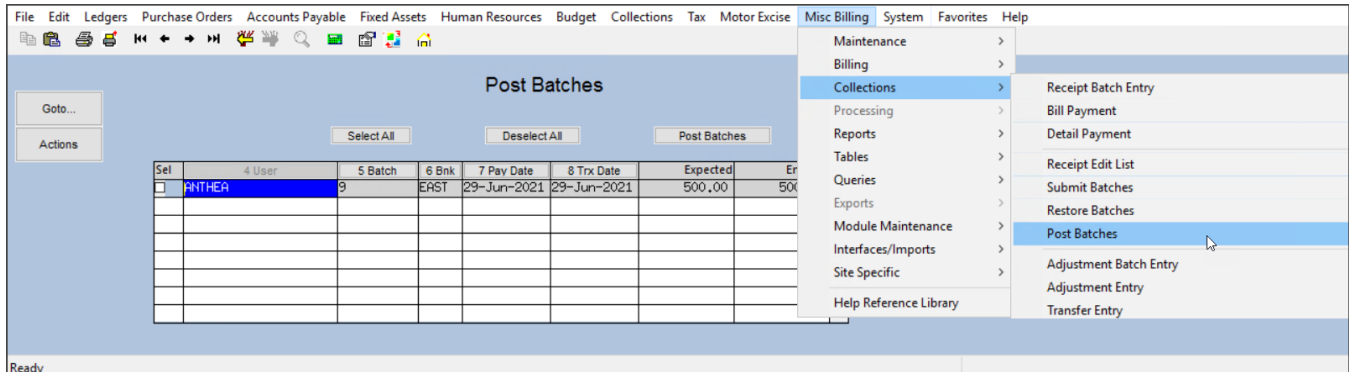 File Edit Ledgers Purchase Orders Accounts Payable Fixed Assets Human Resources Budget Collections Tax Motor Excise Misc Billing System Favorites Help
Maintenance
Billing
Collections
Processing
Reports
Tables
Queries
Exports
Module Maintenance
Interfaces/Imports
Site Specific
Help Reference Library
Receipt Batch Entry
Bill Payment
Detail Payment
Receipt Edit List
Submit Batches
Restore Batches
Post Batches
Adjustment Batch Entry
Adjustment Entry
Transfer Entry
Post Batches
Goto...
Actions
Select All Deselect All Post Batches
Sel 4 User 5 Batch 6 Bnk 7 Pay Date 8 Trx Date Expected
ANTHEA 9 EAST 29-Jun-2021 29-Jun-2021 500.00
Ready